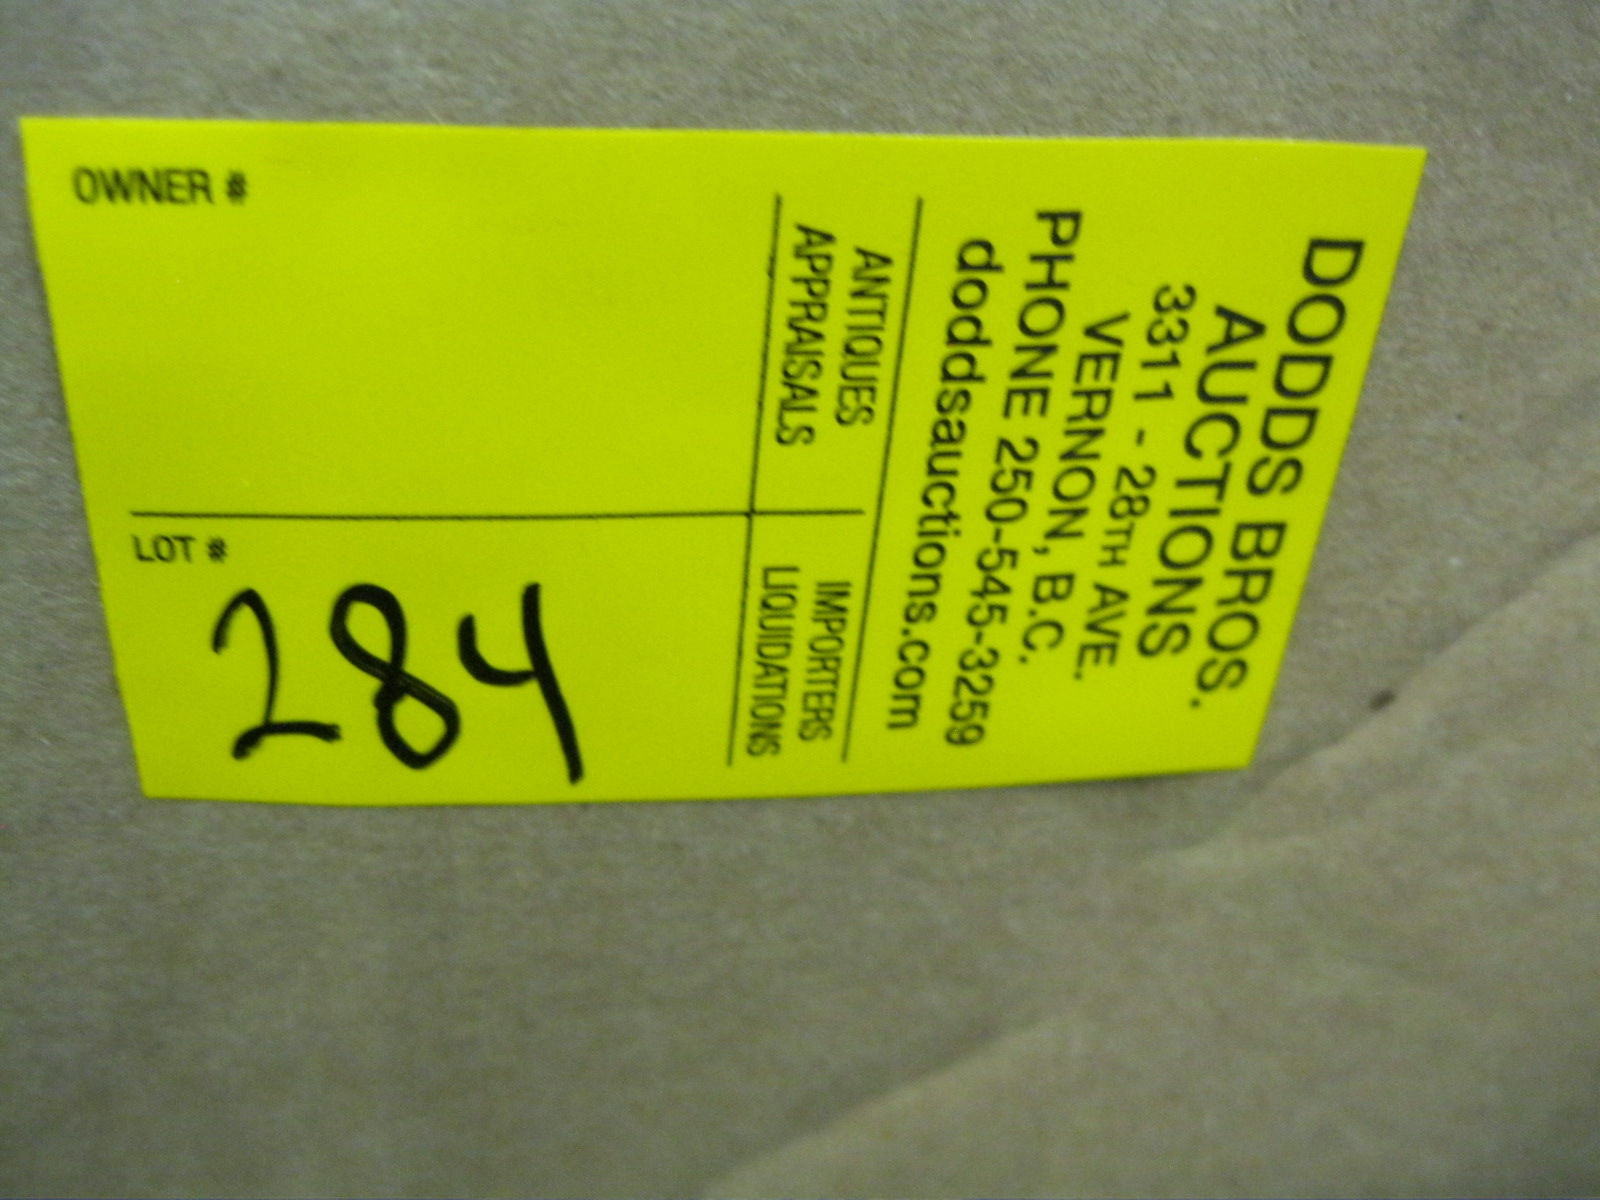 DODDS BROS.
AUCTIONS
3311 - 28TH AVE.
VERNON, B.C.
PHONE 250-545-3259
doddsauctions.com
ANTIQUES
APPRAISALS
IMPORTERS
LIQUIDATIONS
OWNER #
LOT #
284